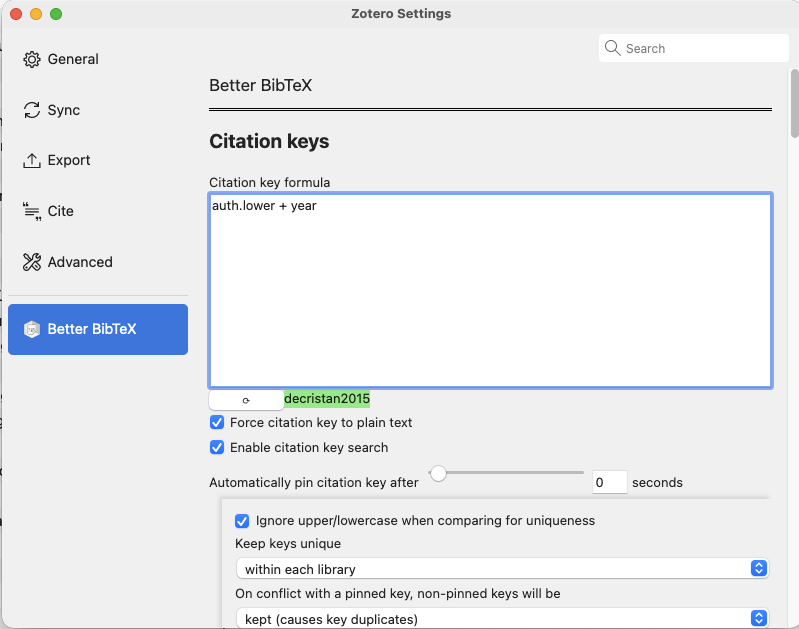 Zotero Settings
Search
General
Sync
Export
Cite
Advanced
Better BibTeX
Better BibTeX
Citation keys
Citation key formula
auth.lower + year
decristan2015
Force citation key to plain text
Enable citation key search
Automatically pin citation key after 0 seconds
Ignore upper/lowercase when comparing for uniqueness
Keep keys unique
within each library
On conflict with a pinned key, non-pinned keys will be
kept (causes key duplicates)